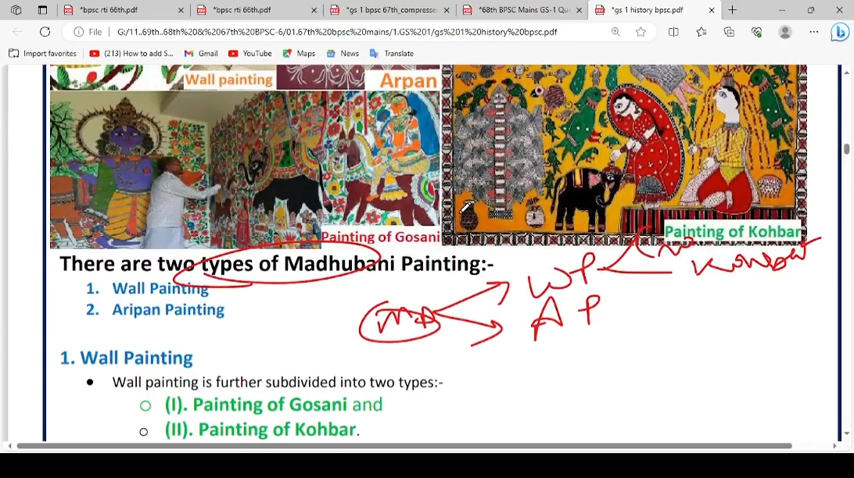 *bpsc rti 66th.pdf
*bpsc rti 66th.pdf
*gs 1 bpsc 67th_compresse
*68th BPSC Mains GS-1 Que
*gs 1 history bpsc.pdf
File
G:/11.69th.68th%20&%2067th%20BPSC-6/01.67th%20bpsc%20mains/1.GS%201/gs%201%20history%20bpsc.pdf
Import favorites
(213) How to add S...
Gmail
YouTube
Maps
News
Translate
Wall painting
Arpan
Painting of Gosani
Painting of Kohbar
There are two types of Madhubani Painting:-
1. Wall Painting
2. Aripan Painting
WP
Kohbar
AP
1. Wall Painting
• Wall painting is further subdivided into two types:-
○ (I). Painting of Gosani and
○ (II). Painting of Kohbar.